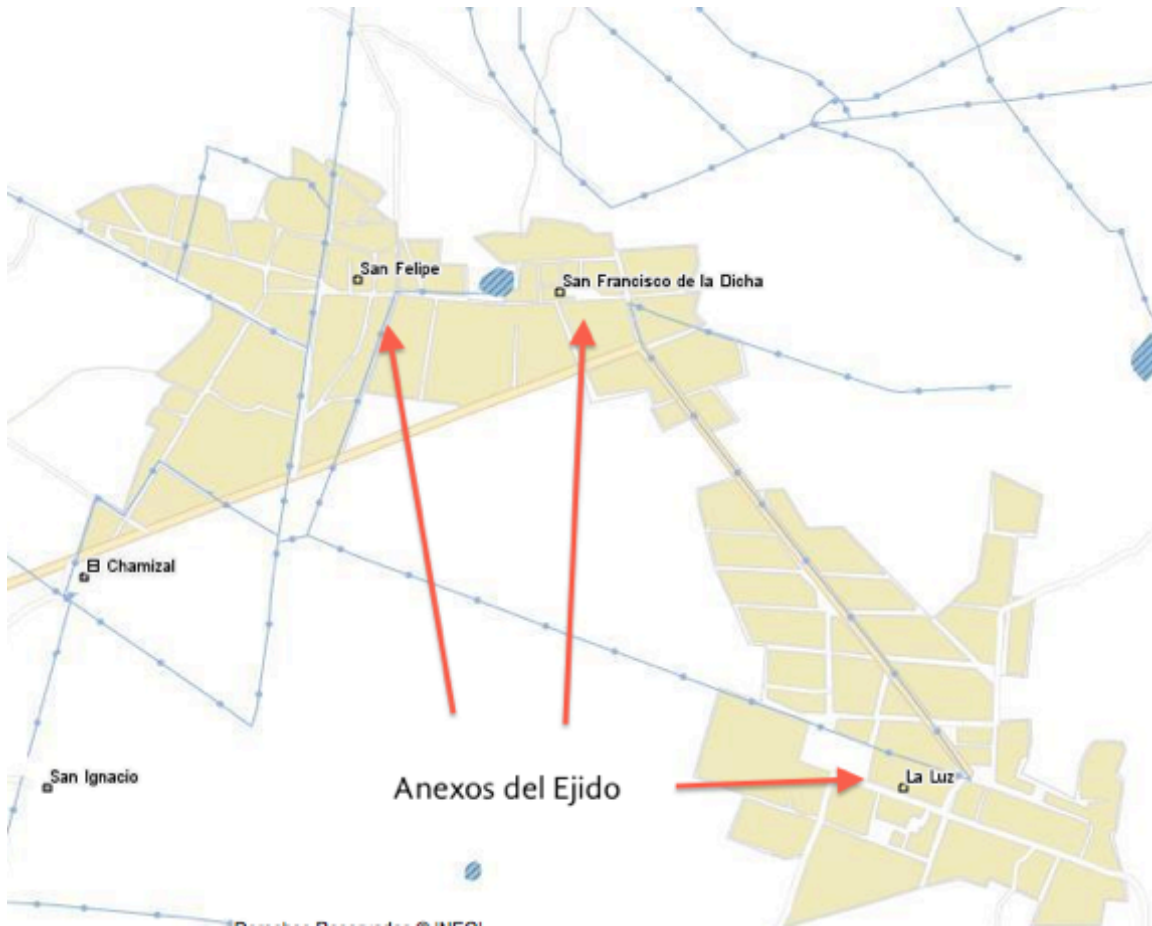 San Felipe
San Francisco de la Dicha
El Chamizal
San Ignacio
Anexos del Ejido
La Luz